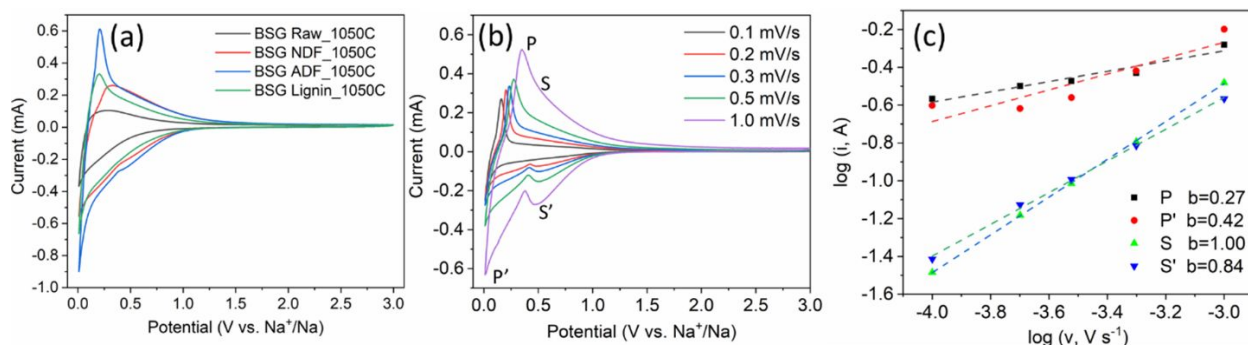 (a)
BSG Raw_1050C
BSG NDF_1050C
BSG ADF_1050C
BSG Lignin_1050C
0.8
0.6
0.4
0.2
0.0
-0.2
-0.4
-0.6
-0.8
-1.0
Current (mA)
0.0 0.5 1.0 1.5 2.0 2.5 3.0
Potential (V vs. Na⁺/Na)
(b)
P
S
S'
P'
0.1 mV/s
0.2 mV/s
0.3 mV/s
0.5 mV/s
1.0 mV/s
0.6
0.4
0.2
0.0
-0.2
-0.4
-0.6
Current (mA)
0.0 0.5 1.0 1.5 2.0 2.5 3.0
Potential (V vs. Na⁺/Na)
(c)
-0.2
-0.4
-0.6
-0.8
-1.0
-1.2
-1.4
-1.6
log (i, A)
P b=0.27
P' b=0.42
S b=1.00
S' b=0.84
-4.0 -3.8 -3.6 -3.4 -3.2 -3.0
log (v, V s⁻¹)